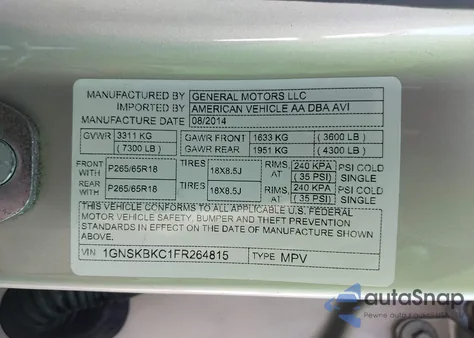 MANUFACTURED BY GENERAL MOTORS LLC
IMPORTED BY AMERICAN VEHICLE AA DBA AVI
MANUFACTURE DATE 08/2014
GVWR 3311 KG GAWR FRONT 1633 KG ( 3600 LB )
( 7300 LB ) GAWR REAR 1951 KG ( 4300 LB )
FRONT WITH P265/65R18 TIRES 18X8.5J RIMS, AT 240 KPA ( 35 PSI) PSI COLD SINGLE
REAR WITH P265/65R18 TIRES 18X8.5J RIMS, AT 240 KPA ( 35 PSI) PSI COLD SINGLE
THIS VEHICLE CONFORMS TO ALL APPLICABLE U.S. FEDERAL
MOTOR VEHICLE SAFETY, BUMPER AND THEFT PREVENTION
STANDARDS IN EFFECT ON THE DATE OF MANUFACTURE SHOWN
ABOVE.
VIN 1GNSKBKC1FR264815 TYPE MPV
autaSnap
Pewne auto z USA